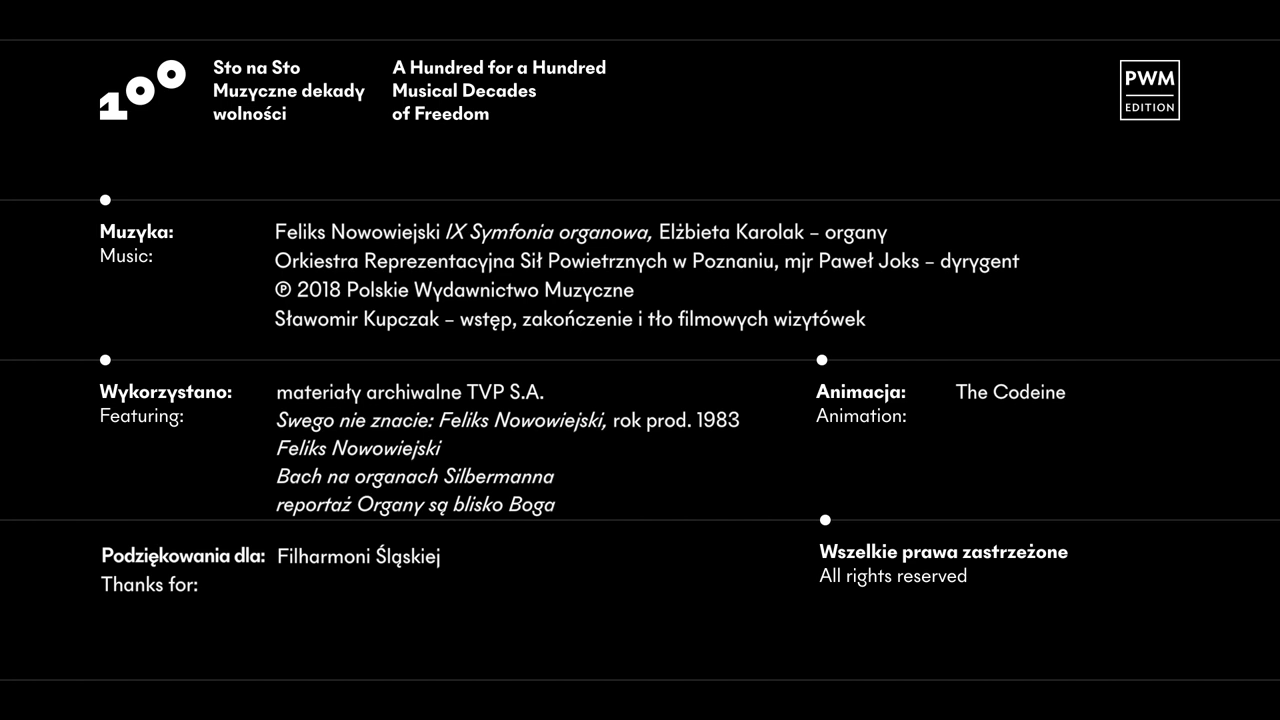 100
Sto na Sto
Muzyczne dekady
wolności
A Hundred for a Hundred
Musical Decades
of Freedom
PWM
EDITION
Muzyka:
Music:
Feliks Nowowiejski IX Symfonia organowa, Elżbieta Karolak – organy
Orkiestra Reprezentacyjna Sił Powietrznych w Poznaniu, mjr Paweł Joks – dyrygent
℗ 2018 Polskie Wydawnictwo Muzyczne
Sławomir Kupczak – wstęp, zakończenie i tło filmowych wizytówek
Wykorzystano:
Featuring:
materiały archiwalne TVP S.A.
Swego nie znacie: Feliks Nowowiejski, rok prod. 1983
Feliks Nowowiejski
Bach na organach Silbermanna
reportaż Organy są blisko Boga
Animacja:
Animation:
The Codeine
Podziękowania dla:
Thanks for:
Filharmoni Śląskiej
Wszelkie prawa zastrzeżone
All rights reserved